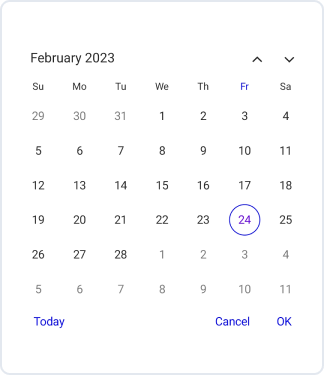 February 2023
Su Mo Tu We Th Fr Sa
29 30 31 1 2 3 4
5 6 7 8 9 10 11
12 13 14 15 16 17 18
19 20 21 22 23 24 25
26 27 28 1 2 3 4
5 6 7 8 9 10 11
Today Cancel OK